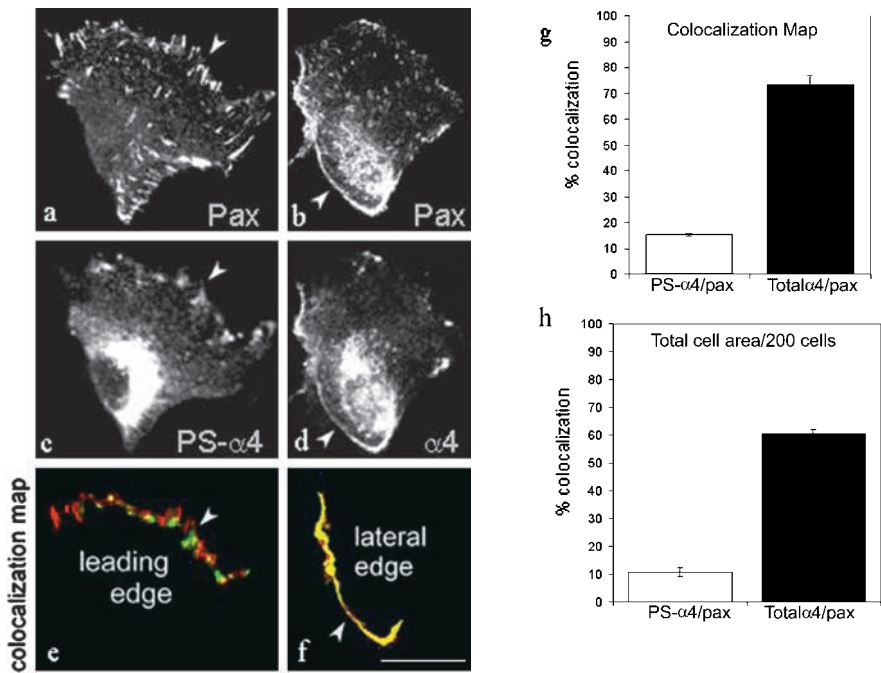 a
Pax
b
Pax
c
PS-α4
d
α4
colocalization map
leading
edge
e
lateral
edge
f
g
Colocalization Map
% colocalization
100
90
80
70
60
50
40
30
20
10
0
PS-α4/pax
Totalα4/pax
h
Total cell area/200 cells
% colocalization
100
90
80
70
60
50
40
30
20
10
0
PS-α4/pax
Totalα4/pax